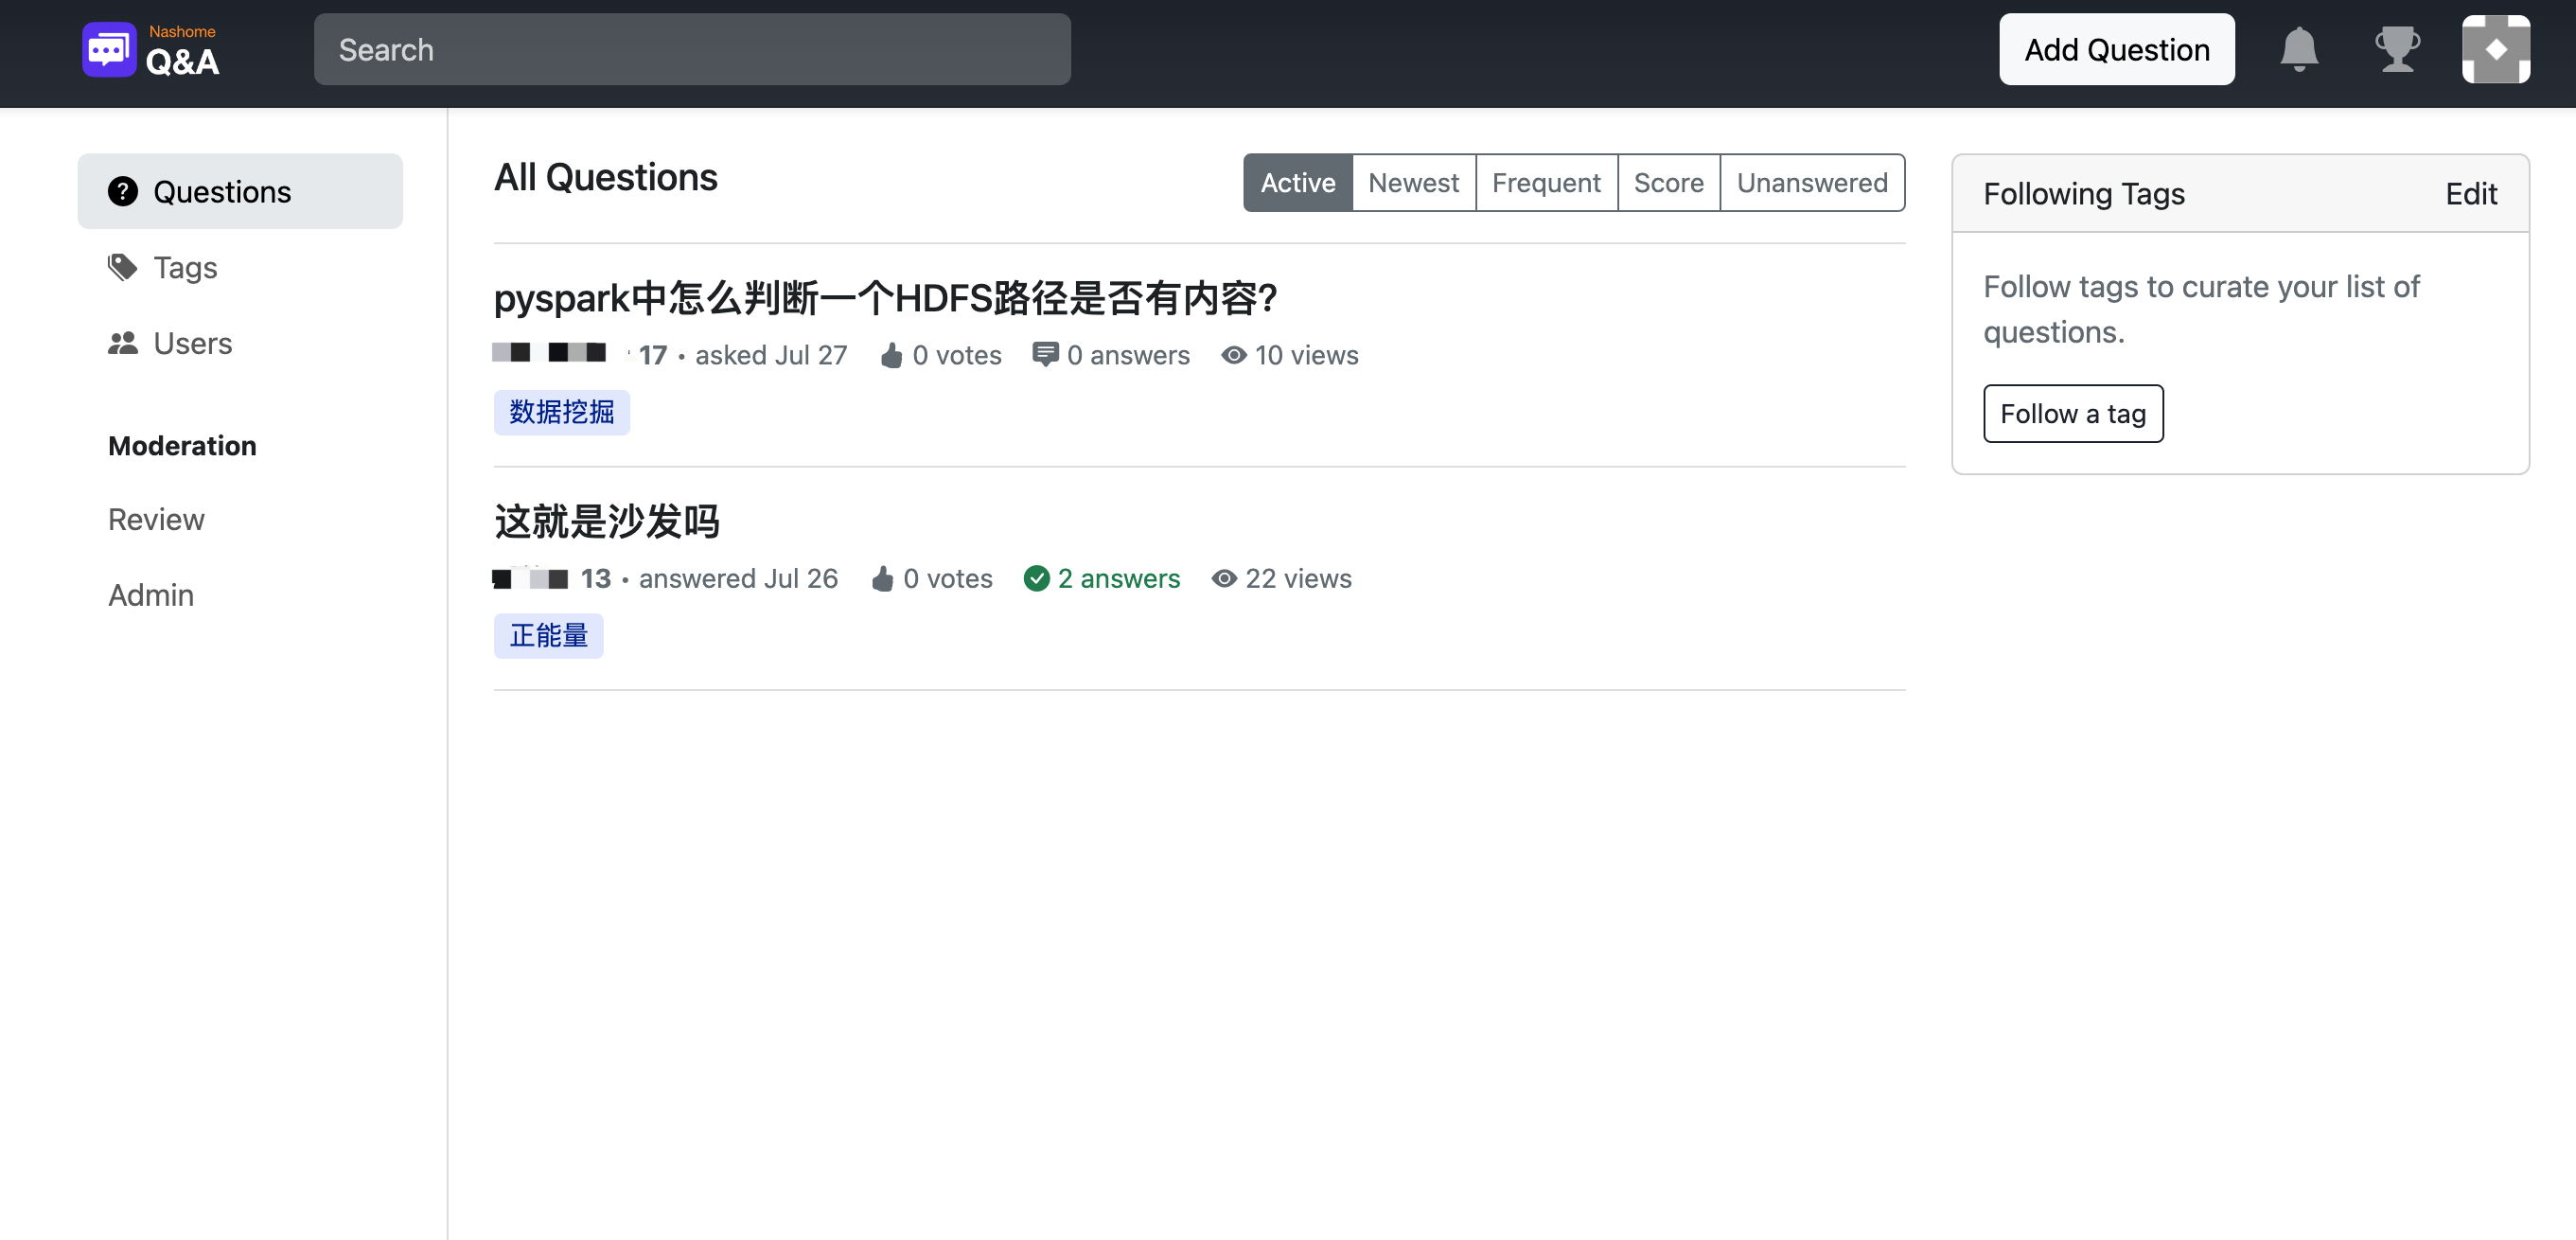 Nashome
Q&A
Search
Add Question
Questions
Tags
Users
Moderation
Review
Admin
All Questions
Active Newest Frequent Score Unanswered
pyspark中怎么判断一个HDFS路径是否有内容?
17 • asked Jul 27 0 votes 0 answers 10 views
数据挖掘
这就是沙发吗
13 • answered Jul 26 0 votes 2 answers 22 views
正能量
Following Tags Edit
Follow tags to curate your list of
questions.
Follow a tag